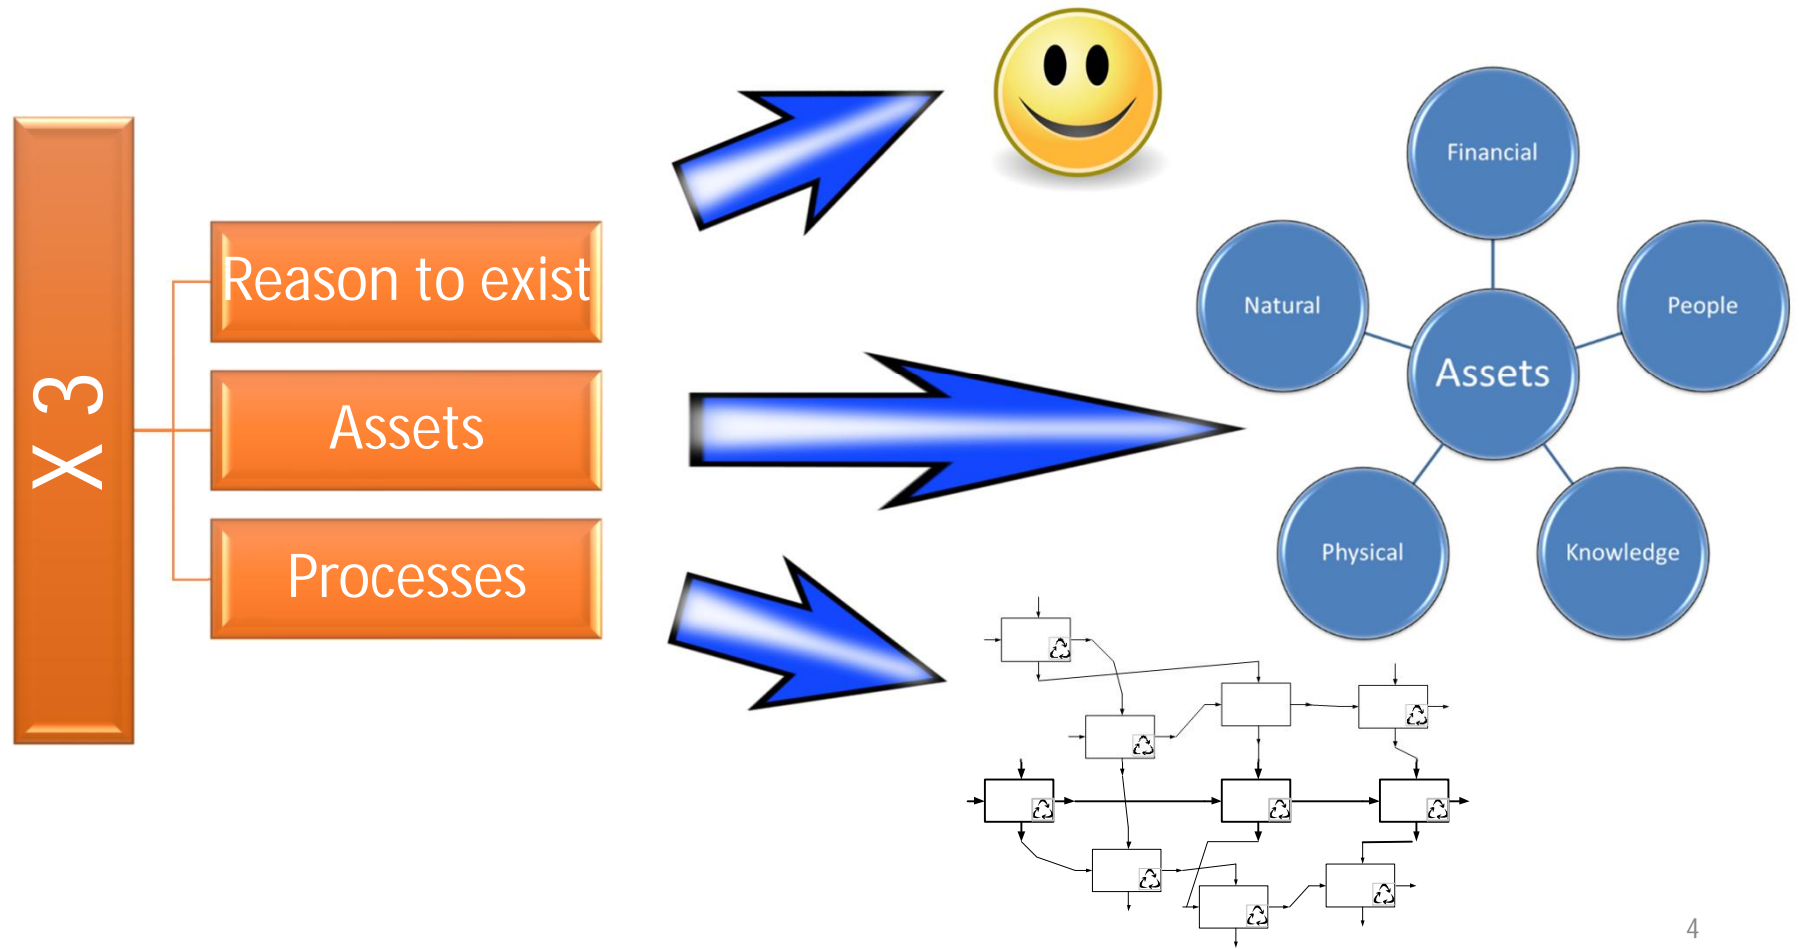 X 3
Reason to exist
Assets
Processes
Financial
Natural
People
Assets
Physical
Knowledge
4